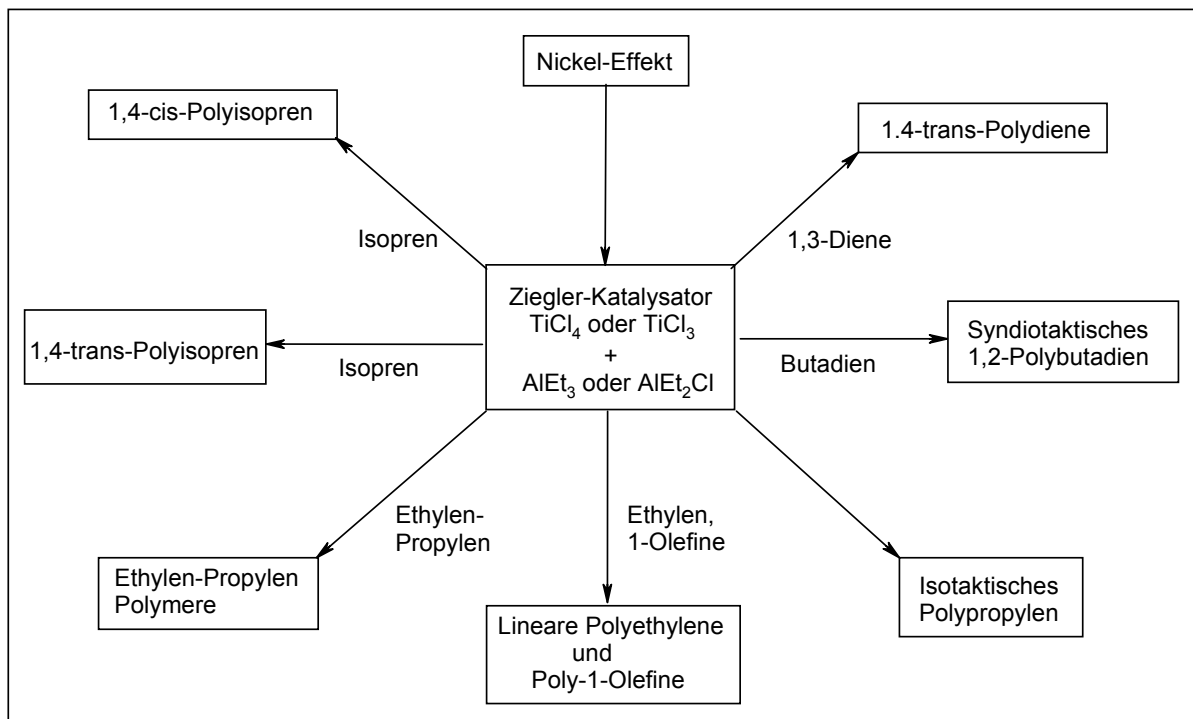 Nickel-Effekt
1,4-cis-Polyisopren
1.4-trans-Polydiene
Isopren
1,3-Diene
Ziegler-Katalysator
TiCl₄ oder TiCl₃
+
AlEt₃ oder AlEt₂Cl
1,4-trans-Polyisopren
Isopren
Butadien
Syndiotaktisches
1,2-Polybutadien
Ethylen-
Propylen
Ethylen,
1-Olefine
Ethylen-Propylen
Polymere
Lineare Polyethylene
und
Poly-1-Olefine
Isotaktisches
Polypropylen